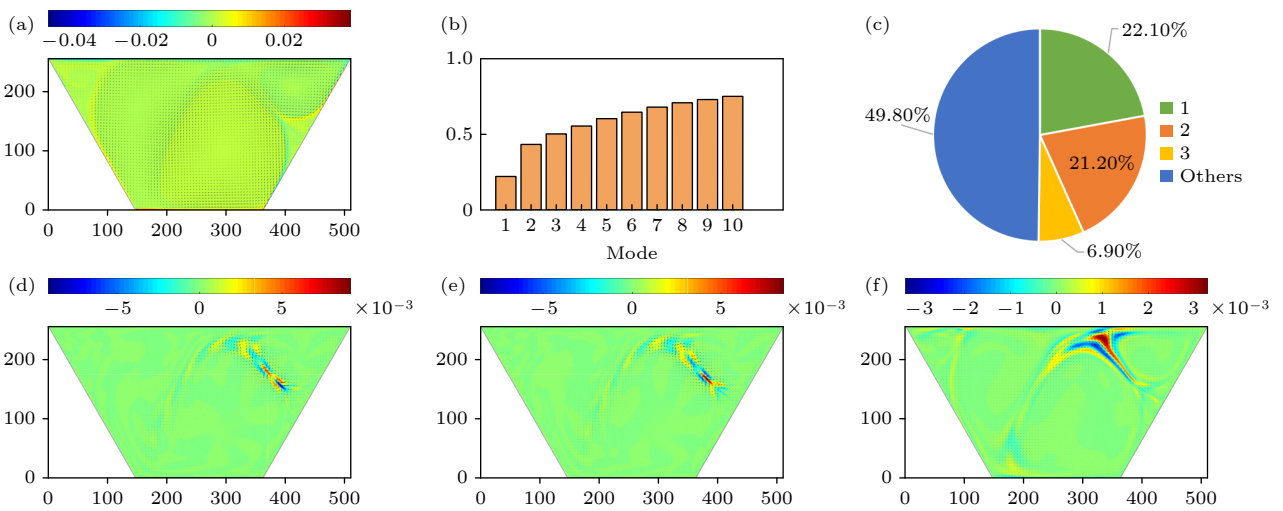 (a)
−0.04 −0.02 0 0.02
200
100
0
0 100 200 300 400 500
(b)
1.0
0.5
0
1 2 3 4 5 6 7 8 9 10
Mode
(c)
22.10%
49.80%
21.20%
6.90%
1
2
3
Others
(d)
−5 0 5 ×10⁻³
200
100
0
0 100 200 300 400 500
(e)
−5 0 5 ×10⁻³
200
100
0
0 100 200 300 400 500
(f)
−3 −2 −1 0 1 2 3 ×10⁻³
200
100
0
0 100 200 300 400 500